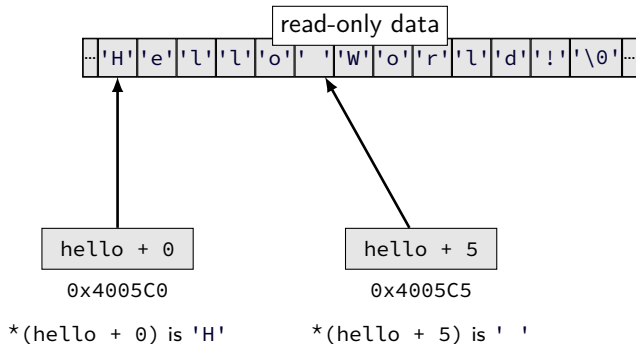 read-only data
…'H' 'e' 'l' 'l' 'o' ' ' 'W' 'o' 'r' 'l' 'd' '!' '\0' …
hello + 0
hello + 5
0x4005C0
0x4005C5
*(hello + 0) is 'H'
*(hello + 5) is ' '